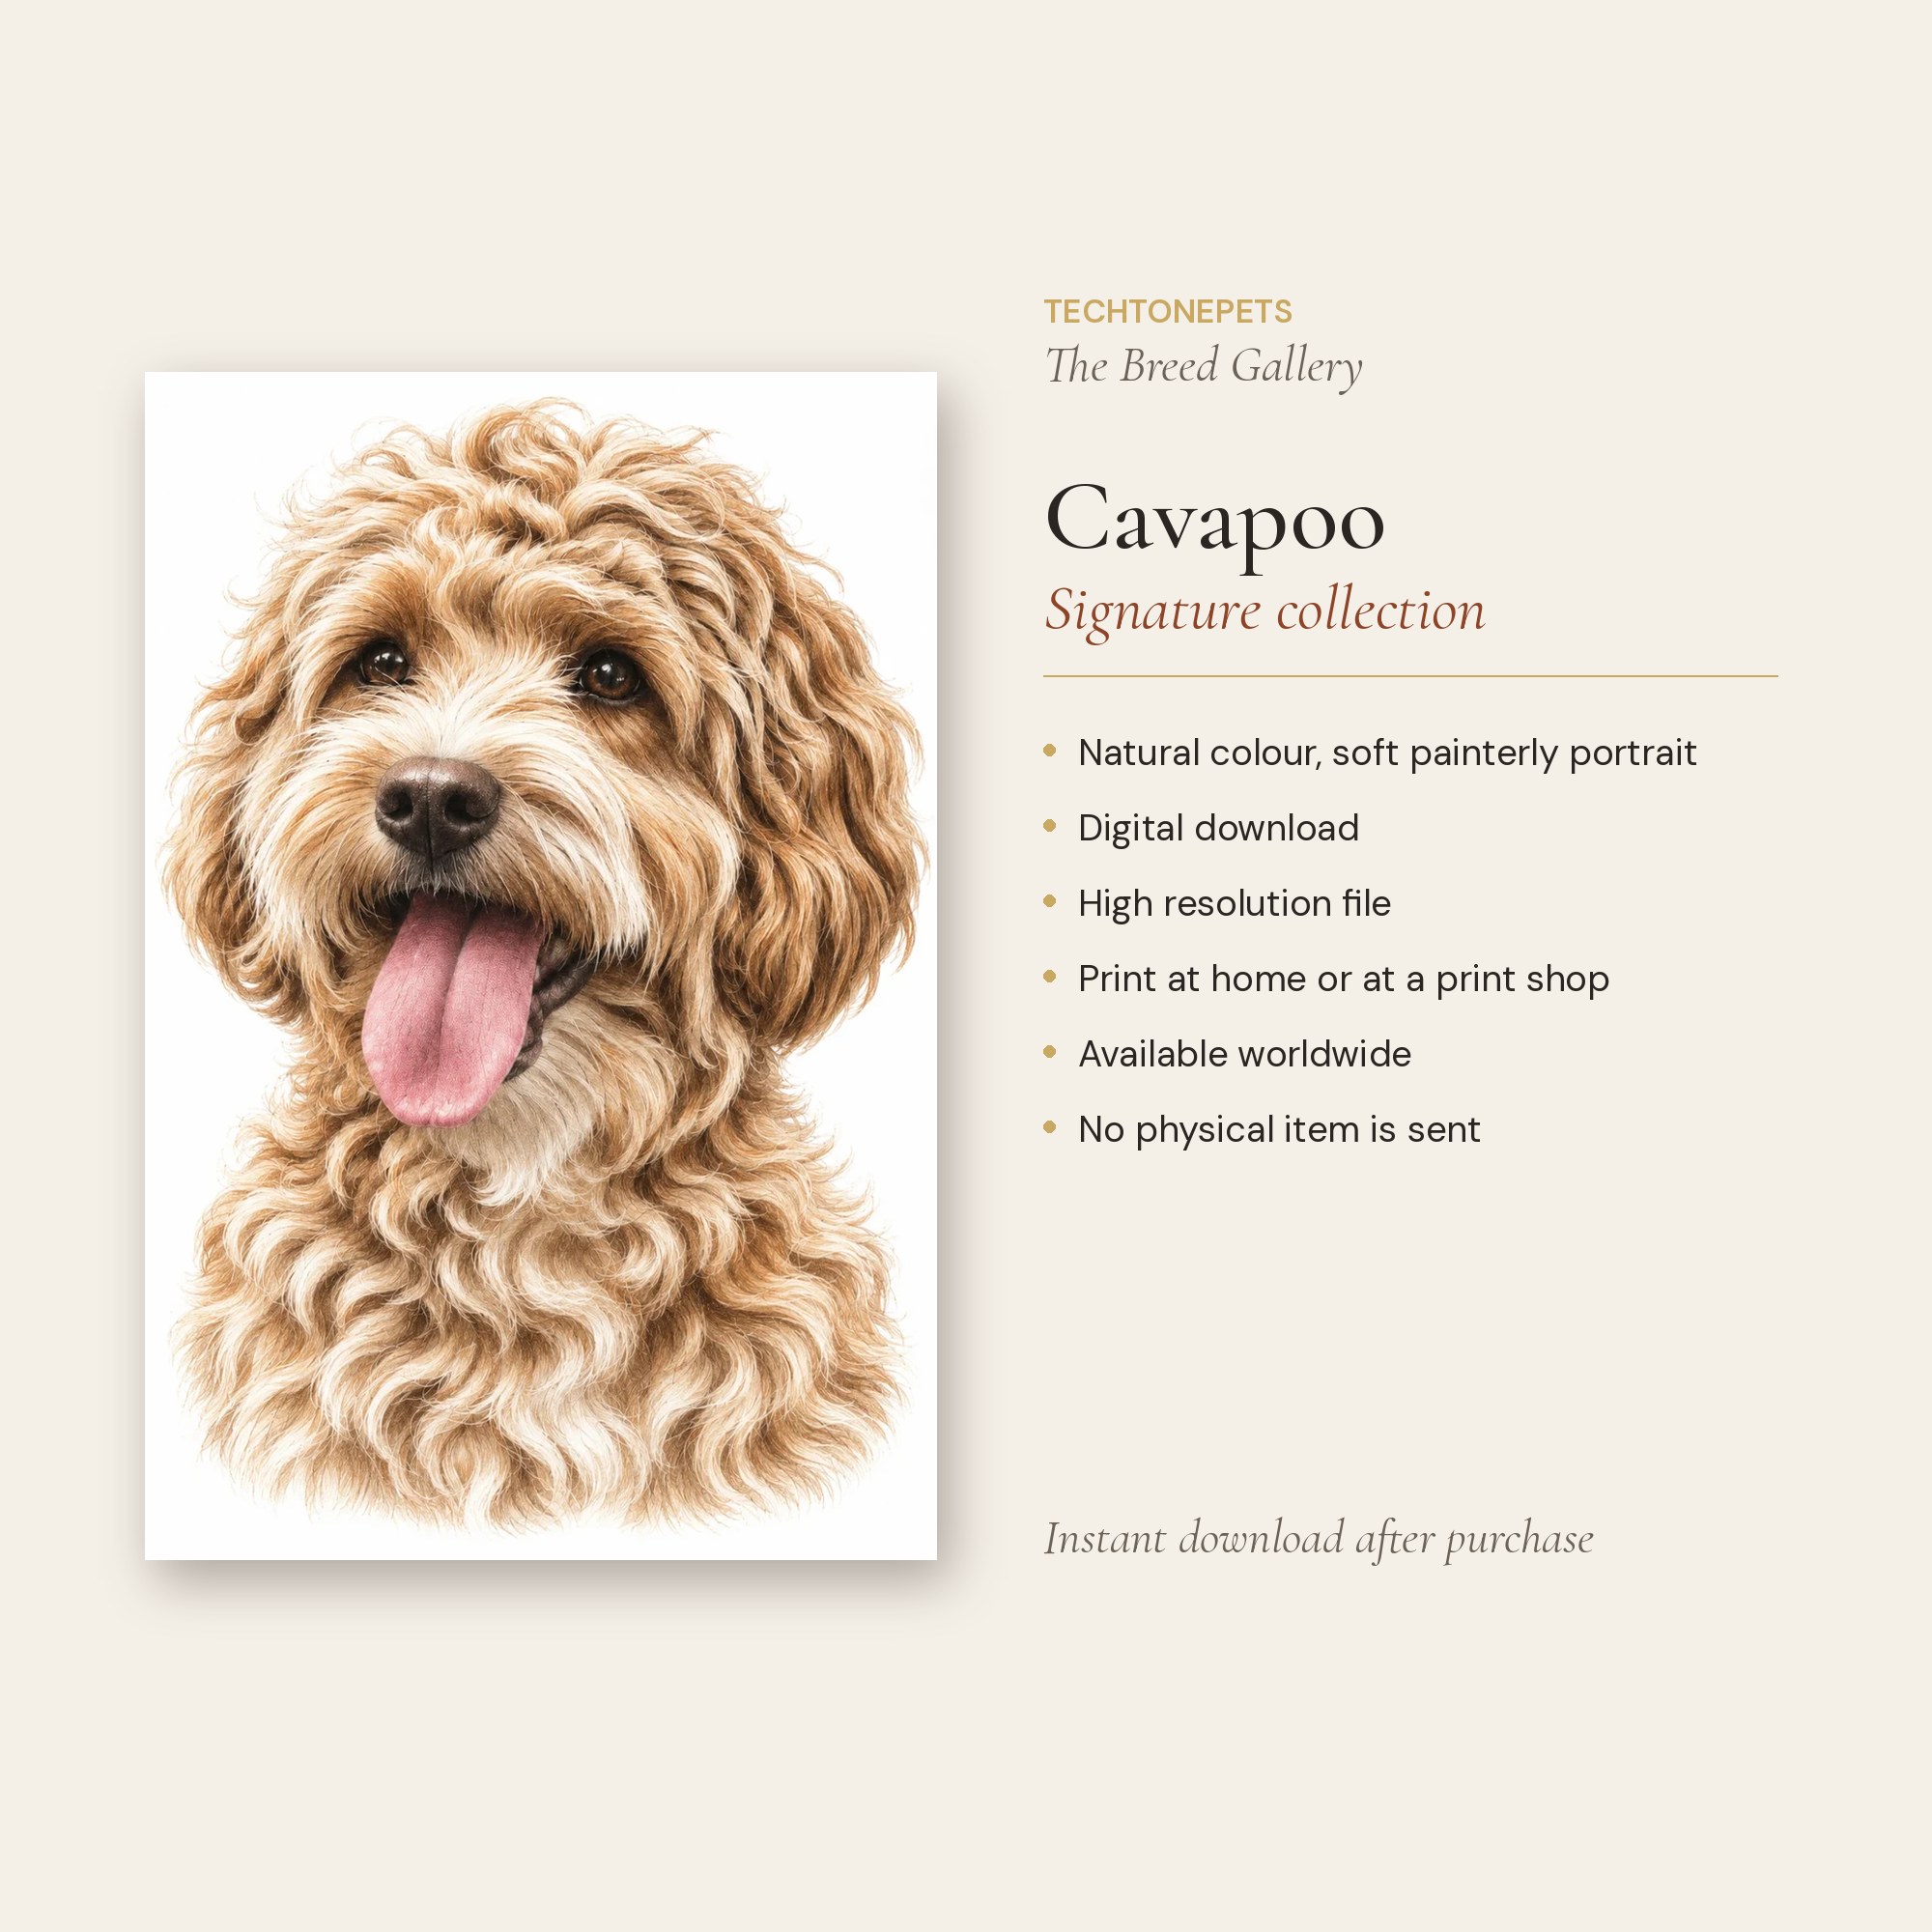 TECHTONEPETS
The Breed Gallery
Cavapoo
Signature collection
Natural colour, soft painterly portrait
Digital download
High resolution file
Print at home or at a print shop
Available worldwide
No physical item is sent
Instant download after purchase